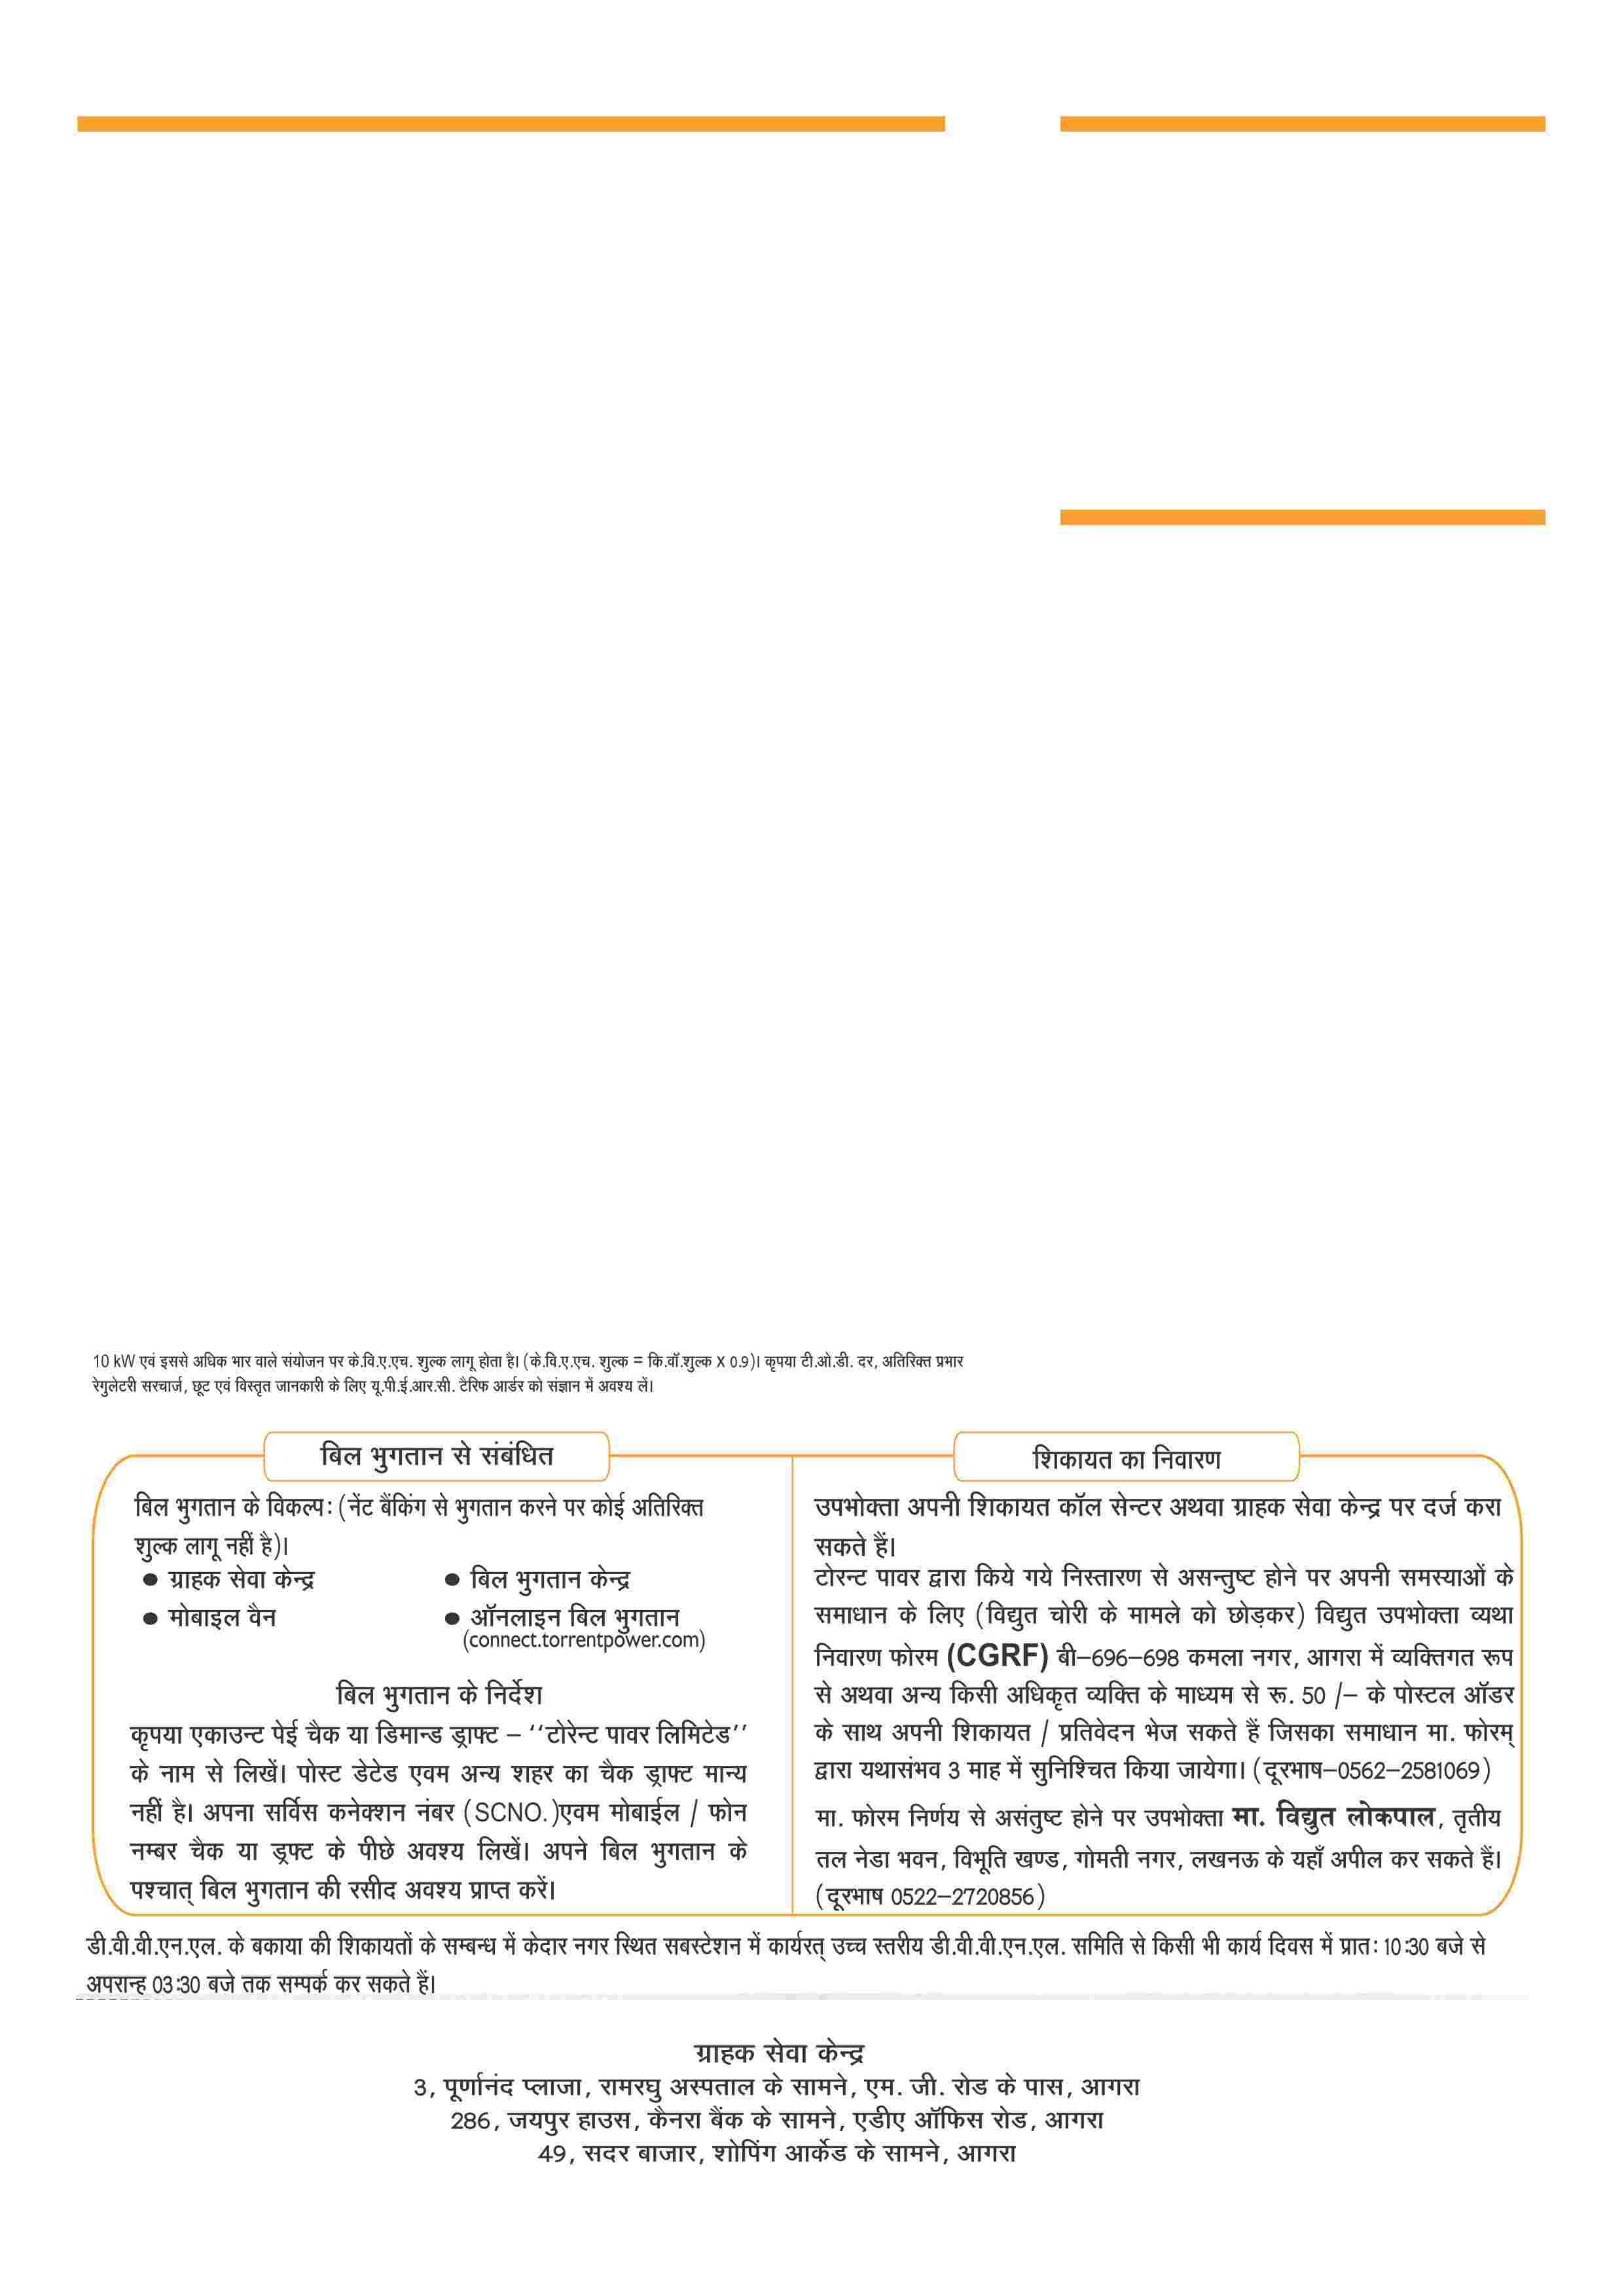 10 kW एवं इससे अधिक भार वाले संयोजन पर के.वि.ए.एच. शुल्क लागू होता है। (के.वि.ए.एच. शुल्क = कि.वॉ.शुल्क X 0.9)। कृपया टी.ओ.डी. दर, अतिरिक्त प्रभार
रेगुलेटरी सरचार्ज, छूट एवं विस्तृत जानकारी के लिए यू.पी.ई.आर.सी. टैरिफ आर्डर को संज्ञान में अवश्य लें।
बिल भुगतान से संबंधित
बिल भुगतान के विकल्प: (नेंट बैंकिंग से भुगतान करने पर कोई अतिरिक्त
शुल्क लागू नहीं है)।
● ग्राहक सेवा केन्द्र ● बिल भुगतान केन्द्र
● मोबाइल वैन ● ऑनलाइन बिल भुगतान
(connect.torrentpower.com)
बिल भुगतान के निर्देश
कृपया एकाउन्ट पेई चैक या डिमान्ड ड्राफ्ट – ‘‘टोरेन्ट पावर लिमिटेड’’
के नाम से लिखें। पोस्ट डेटेड एवम अन्य शहर का चैक ड्राफ्ट मान्य
नहीं है। अपना सर्विस कनेक्शन नंबर (SCNO.)एवम मोबाईल / फोन
नम्बर चैक या ड्रफ्ट के पीछे अवश्य लिखें। अपने बिल भुगतान के
पश्चात् बिल भुगतान की रसीद अवश्य प्राप्त करें।
शिकायत का निवारण
उपभोक्ता अपनी शिकायत कॉल सेन्टर अथवा ग्राहक सेवा केन्द्र पर दर्ज करा
सकते हैं।
टोरन्ट पावर द्वारा किये गये निस्तारण से असन्तुष्ट होने पर अपनी समस्याओं के
समाधान के लिए (विद्युत चोरी के मामले को छोड़कर) विद्युत उपभोक्ता व्यथा
निवारण फोरम (CGRF) बी–696–698 कमला नगर, आगरा में व्यक्तिगत रूप
से अथवा अन्य किसी अधिकृत व्यक्ति के माध्यम से रू. 50 /– के पोस्टल ऑडर
के साथ अपनी शिकायत / प्रतिवेदन भेज सकते हैं जिसका समाधान मा. फोरम्
द्वारा यथासंभव 3 माह में सुनिश्चित किया जायेगा। (दूरभाष–0562–2581069)
मा. फोरम निर्णय से असंतुष्ट होने पर उपभोक्ता मा. विद्युत लोकपाल, तृतीय
तल नेडा भवन, विभूति खण्ड, गोमती नगर, लखनऊ के यहाँ अपील कर सकते हैं।
(दूरभाष 0522–2720856)
डी.वी.वी.एन.एल. के बकाया की शिकायतों के सम्बन्ध में केदार नगर स्थित सबस्टेशन में कार्यरत् उच्च स्तरीय डी.वी.वी.एन.एल. समिति से किसी भी कार्य दिवस में प्रात: 10:30 बजे से
अपरान्ह 03:30 बजे तक सम्पर्क कर सकते हैं।
ग्राहक सेवा केन्द्र
3, पूर्णानंद प्लाजा, रामरघु अस्पताल के सामने, एम. जी. रोड के पास, आगरा
286, जयपुर हाउस, कैनरा बैंक के सामने, एडीए ऑफिस रोड, आगरा
49, सदर बाजार, शोपिंग आर्केड के सामने, आगरा